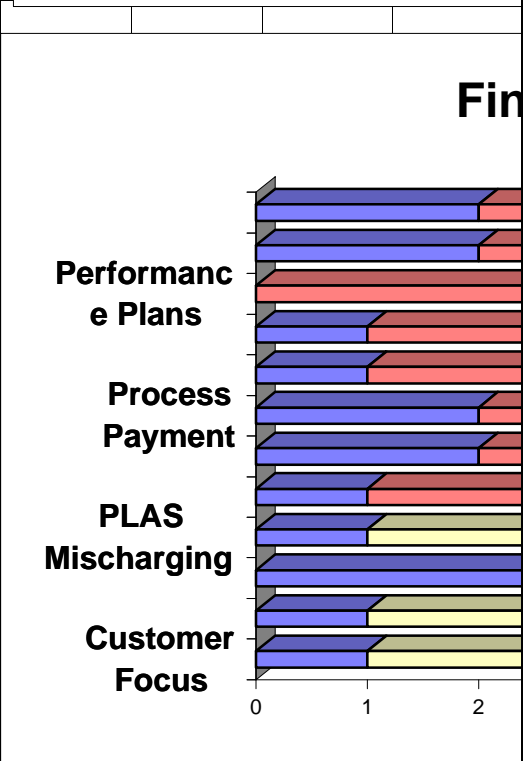 Fin
Performanc
e Plans
Process
Payment
PLAS
Mischarging
Customer
Focus
0 1 2